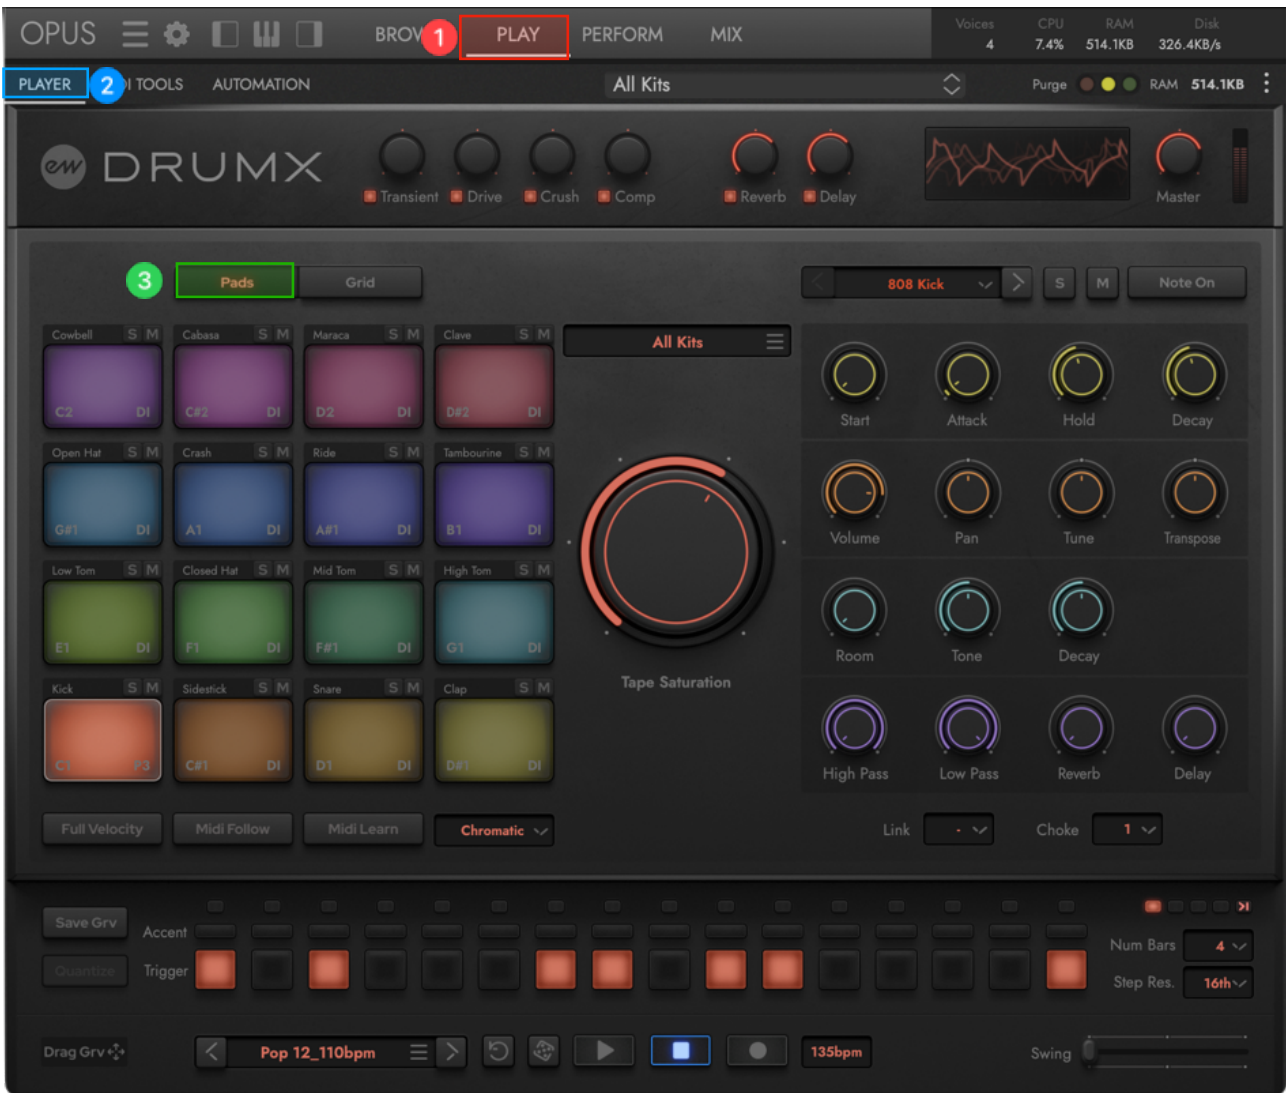 OPUS BROV 1 PLAY PERFORM MIX Voices 4 CPU 7.4% RAM 514.1KB Disk 326.4KB/s
PLAYER 2 I TOOLS AUTOMATION All Kits Purge RAM 514.1KB
ew DRUMX Transient Drive Crush Comp Reverb Delay Master
3 Pads Grid 808 Kick S M Note On
Cowbell S M Cabasa S M Maraca S M Clave S M All Kits
C2 DI C#2 DI D2 DI D#2 DI
Start Attack Hold Decay
Open Hat S M Crash S M Ride S M Tambourine S M
G#1 DI A1 DI A#1 DI B1 DI
Volume Pan Tune Transpose
Low Tom S M Closed Hat S M Mid Tom S M High Tom S M
E1 DI F1 DI F#1 DI G1 DI
Room Tone Decay
Kick S M Sidestick S M Snare S M Clap S M Tape Saturation
C1 P3 C#1 DI D1 DI D#1 DI
High Pass Low Pass Reverb Delay
Full Velocity Midi Follow Midi Learn Chromatic Link - Choke 1
Save Grv Accent
Num Bars 4
Quantize Trigger
Step Res. 16th
Drag Grv Pop 12_110bpm 135bpm Swing